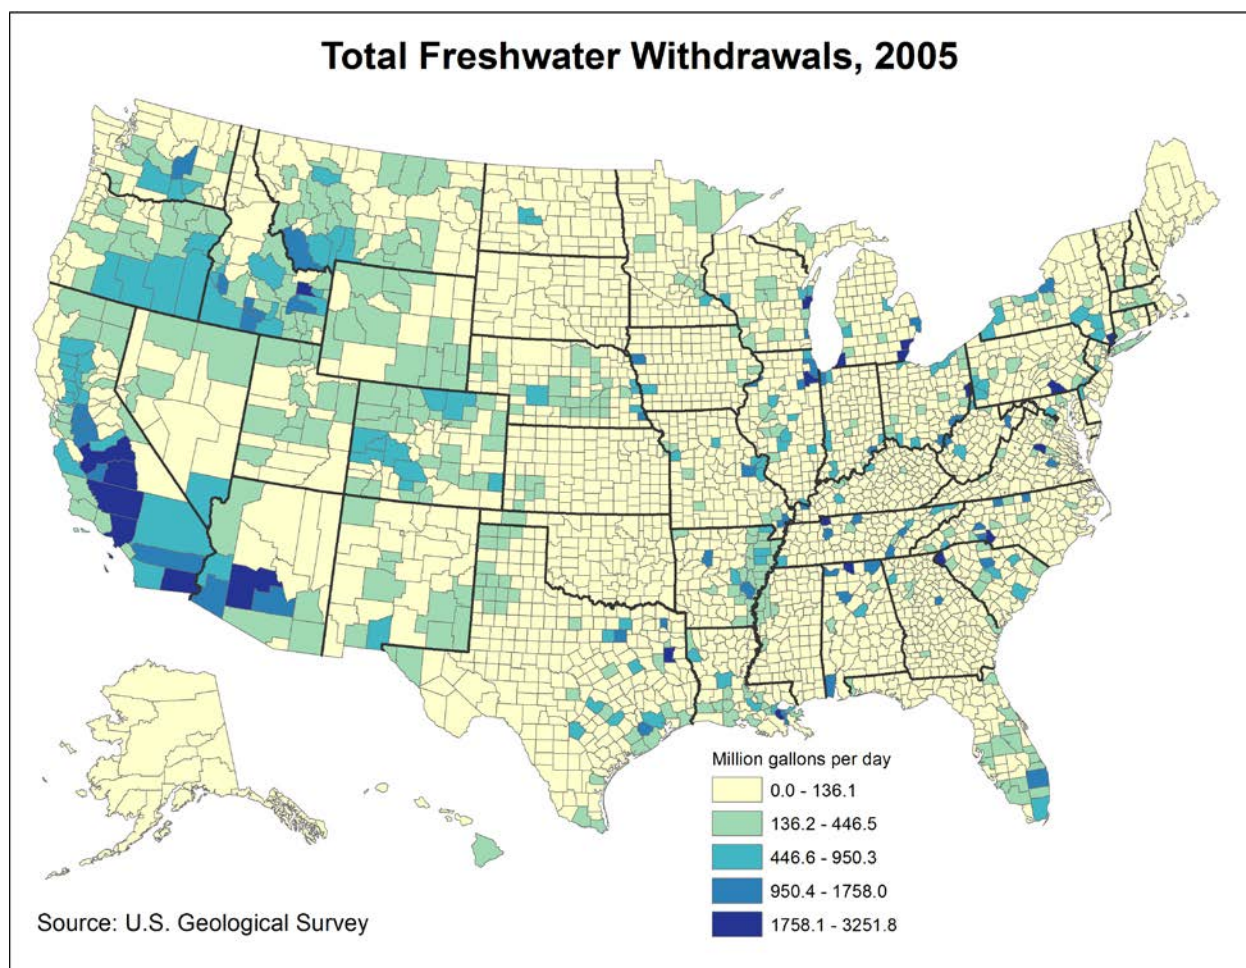 Total Freshwater Withdrawals, 2005
Million gallons per day
0.0 - 136.1
136.2 - 446.5
446.6 - 950.3
950.4 - 1758.0
1758.1 - 3251.8
Source: U.S. Geological Survey